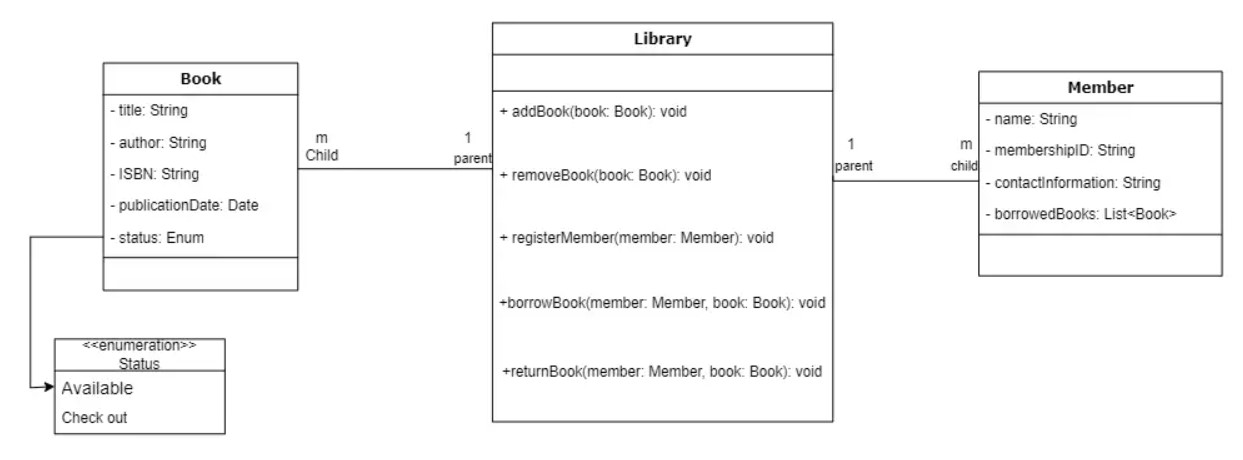 Book
- title: String
- author: String
- ISBN: String
- publicationDate: Date
- status: Enum
<<enumeration>>
Status
Available
Check out
m
Child
1
parent
Library
+ addBook(book: Book): void
+ removeBook(book: Book): void
+ registerMember(member: Member): void
+borrowBook(member: Member, book: Book): void
+returnBook(member: Member, book: Book): void
1
parent
m
child
Member
- name: String
- membershipID: String
- contactInformation: String
- borrowedBooks: List<Book>